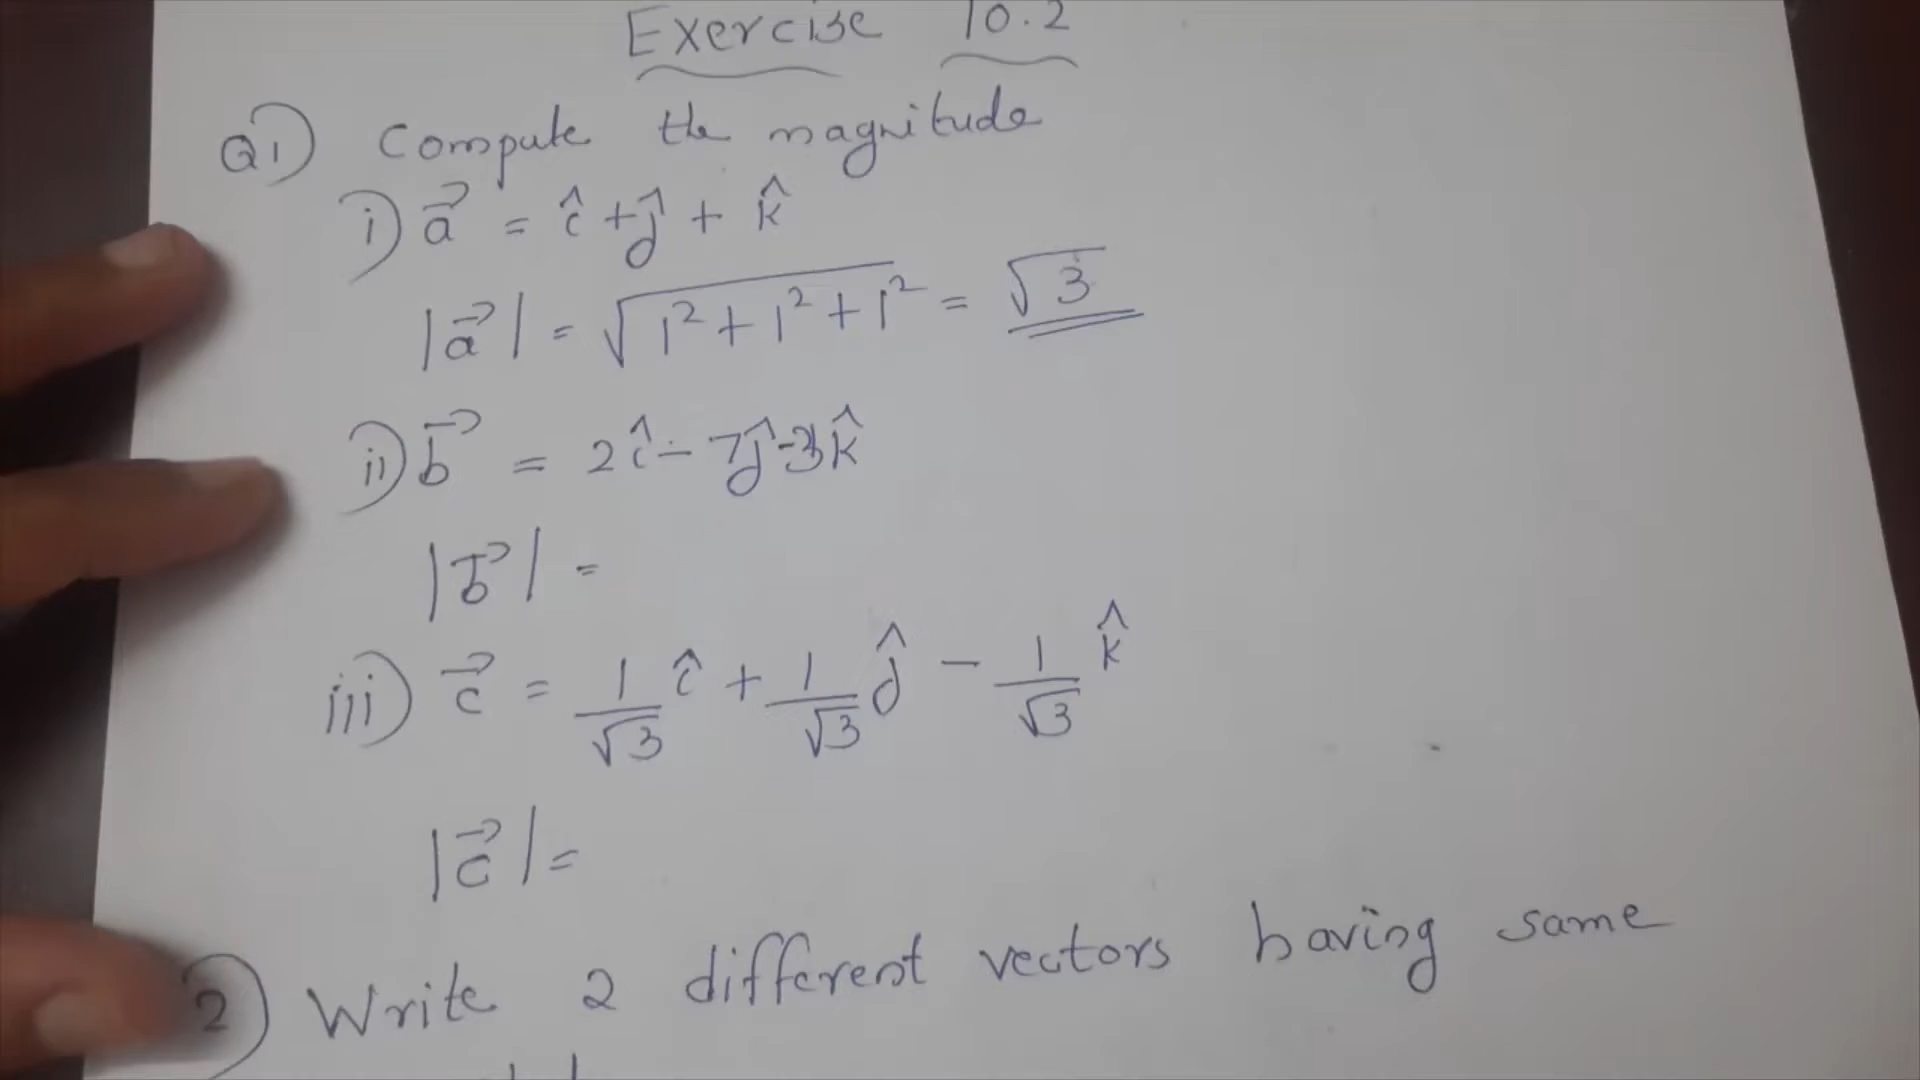 Exercise 10.2
Q1) Compute the magnitude
i) a⃗ = î + ĵ + k̂
|a⃗| = √(1² + 1² + 1²) = √3
ii) b⃗ = 2î - 7ĵ - 3k̂
|b⃗| =
iii) c⃗ = 1/√3 î + 1/√3 ĵ - 1/√3 k̂
|c⃗| =
2) Write 2 different vectors having same